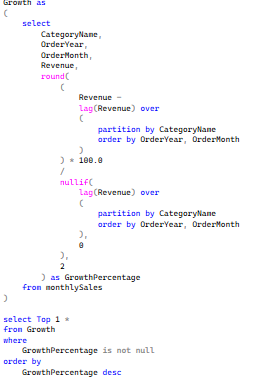 Growth as
(
    select
        CategoryName,
        OrderYear,
        OrderMonth,
        Revenue,
        round(
            (
                Revenue -
                lag(Revenue) over
                (
                    partition by CategoryName
                    order by OrderYear, OrderMonth
                )
            ) * 100.0
            /
            nullif(
                lag(Revenue) over
                (
                    partition by CategoryName
                    order by OrderYear, OrderMonth
                ),
                0
            ),
            2
        ) as GrowthPercentage
    from monthlySales
)
select Top 1 *
from Growth
where
    GrowthPercentage is not null
order by
    GrowthPercentage desc